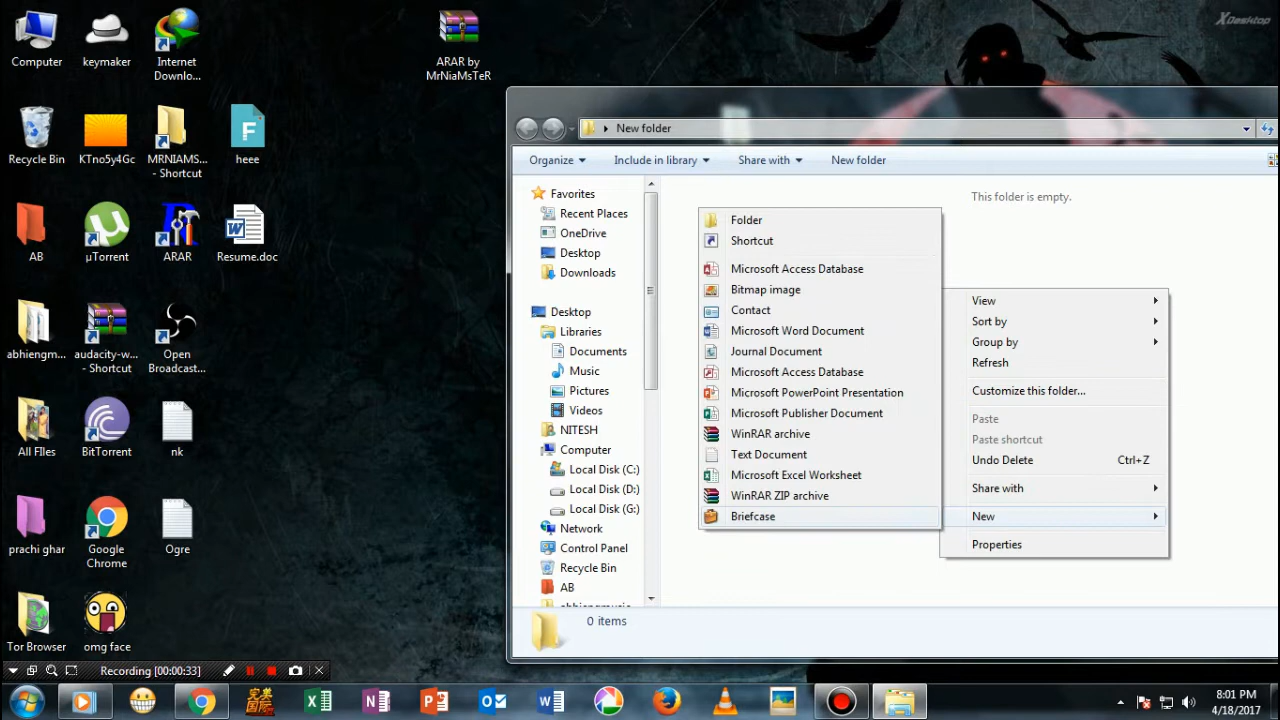 XDesktop
Computer
keymaker
Internet
Downlo...
ARAR by
MrNiaMsTeR
Recycle Bin
KTno5y4Gc
MRNIAMS...
- Shortcut
heee
AB
µTorrent
ARAR
Resume.doc
abhiengm...
audacity-w...
- Shortcut
Open
Broadcast...
All FIles
BitTorrent
nk
prachi ghar
Google
Chrome
Ogre
Tor Browser
omg face
New folder
Organize
Include in library
Share with
New folder
This folder is empty.
Favorites
Recent Places
OneDrive
Desktop
Downloads
Desktop
Libraries
Documents
Music
Pictures
Videos
NITESH
Computer
Local Disk (C:)
Local Disk (D:)
Local Disk (G:)
Network
Control Panel
Recycle Bin
AB
abhiengmusic
Folder
Shortcut
Microsoft Access Database
Bitmap image
Contact
Microsoft Word Document
Journal Document
Microsoft Access Database
Microsoft PowerPoint Presentation
Microsoft Publisher Document
WinRAR archive
Text Document
Microsoft Excel Worksheet
WinRAR ZIP archive
Briefcase
View
Sort by
Group by
Refresh
Customize this folder...
Paste
Paste shortcut
Undo Delete Ctrl+Z
Share with
New
Properties
0 items
Recording [00:00:33]
8:01 PM
4/18/2017